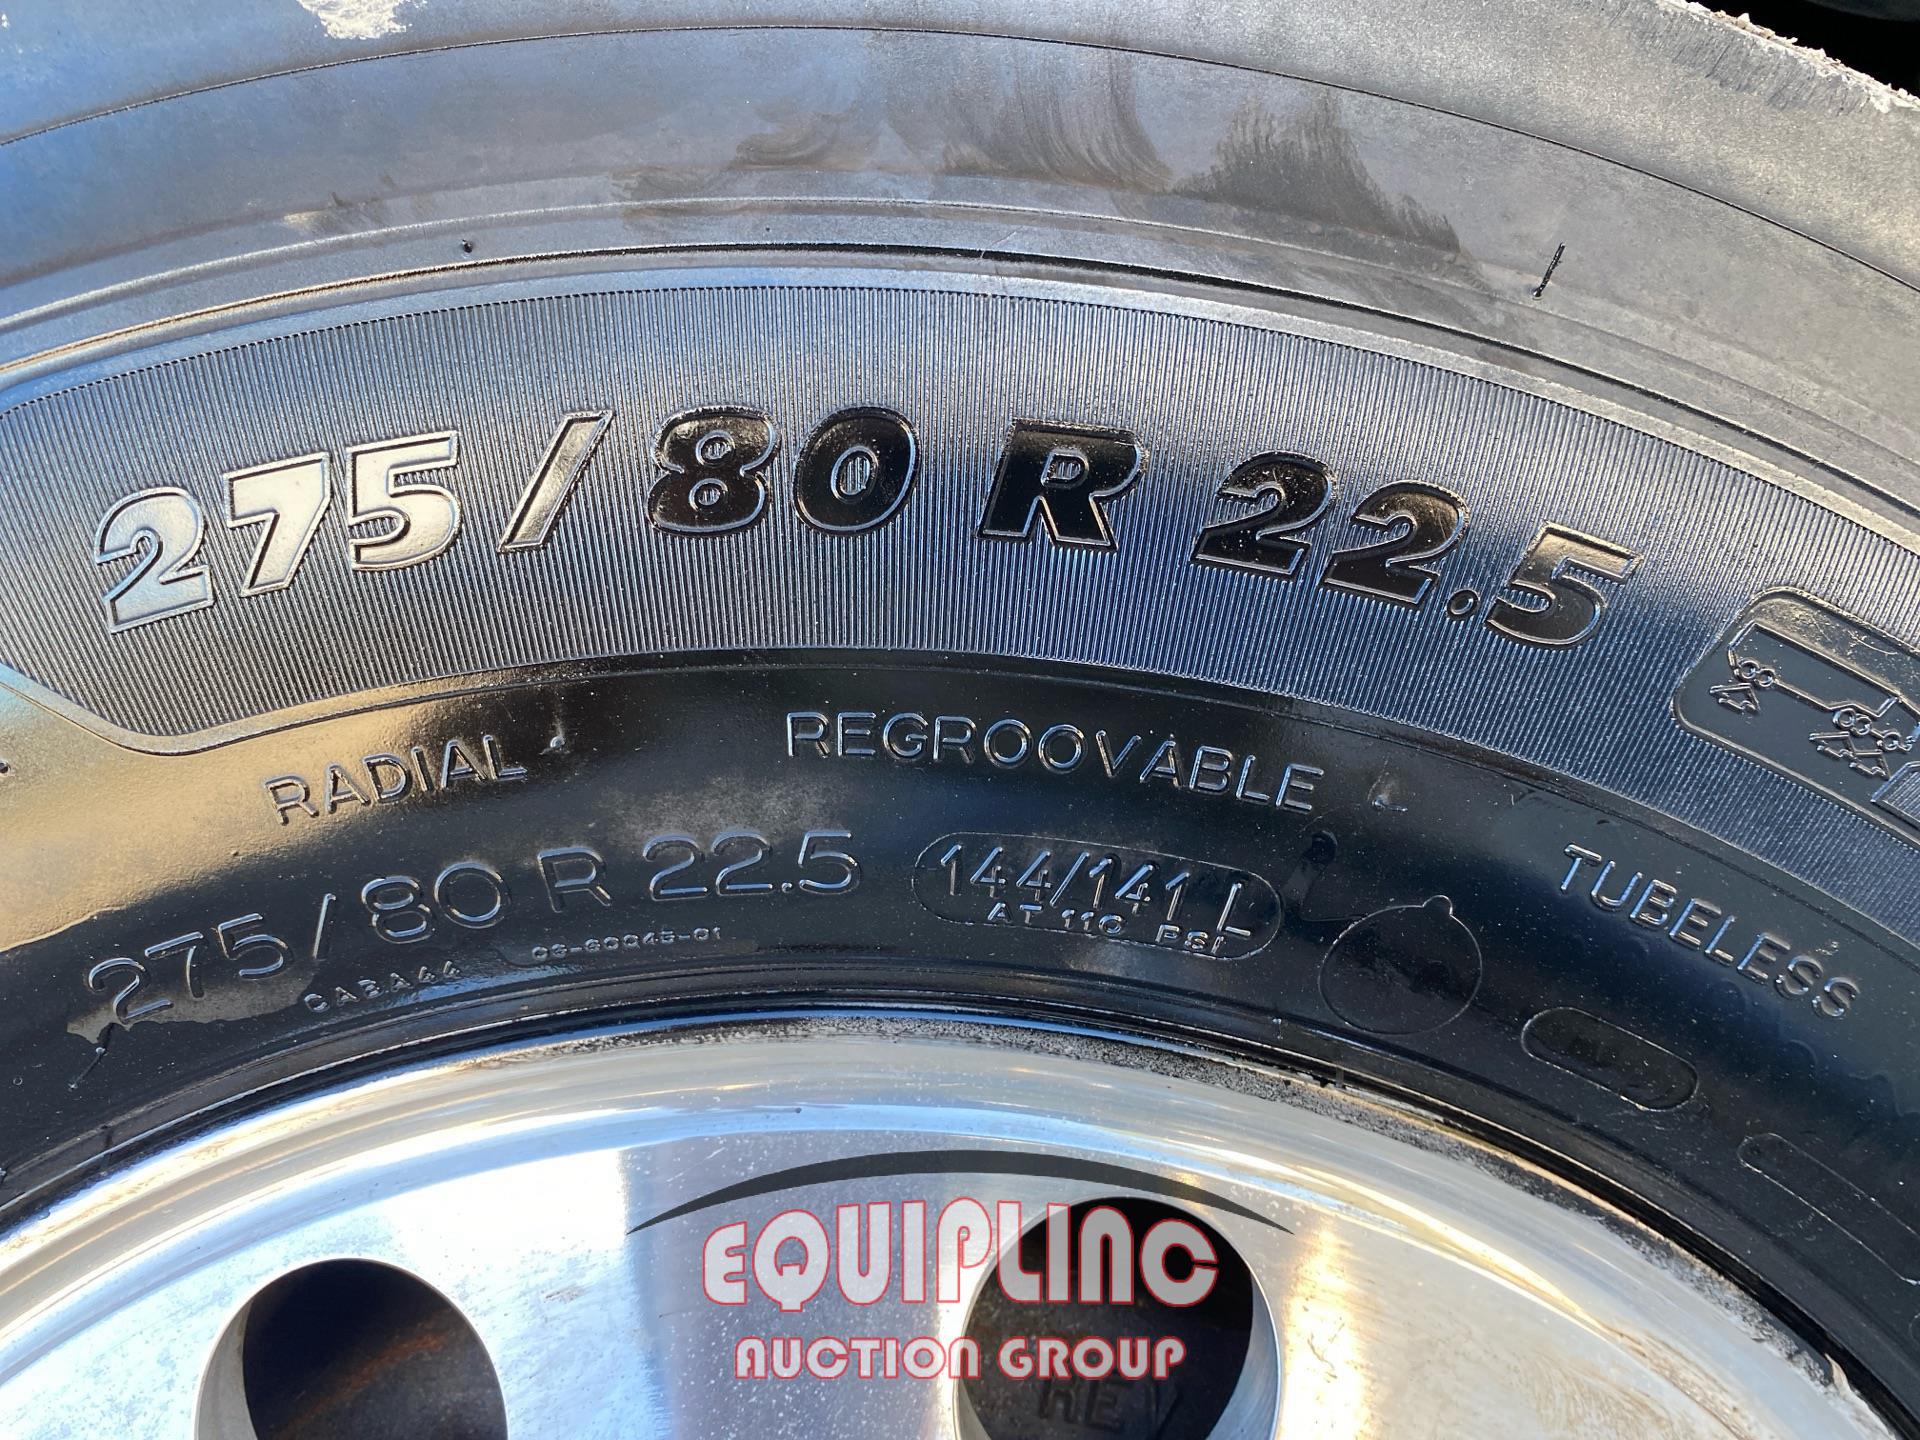 275/80 R 22.5
RADIAL
REGROOVABLE
TUBELESS
275/80 R 22.5
144/141 L
AT 110 PSI
EQUIPLINC
AUCTION GROUP